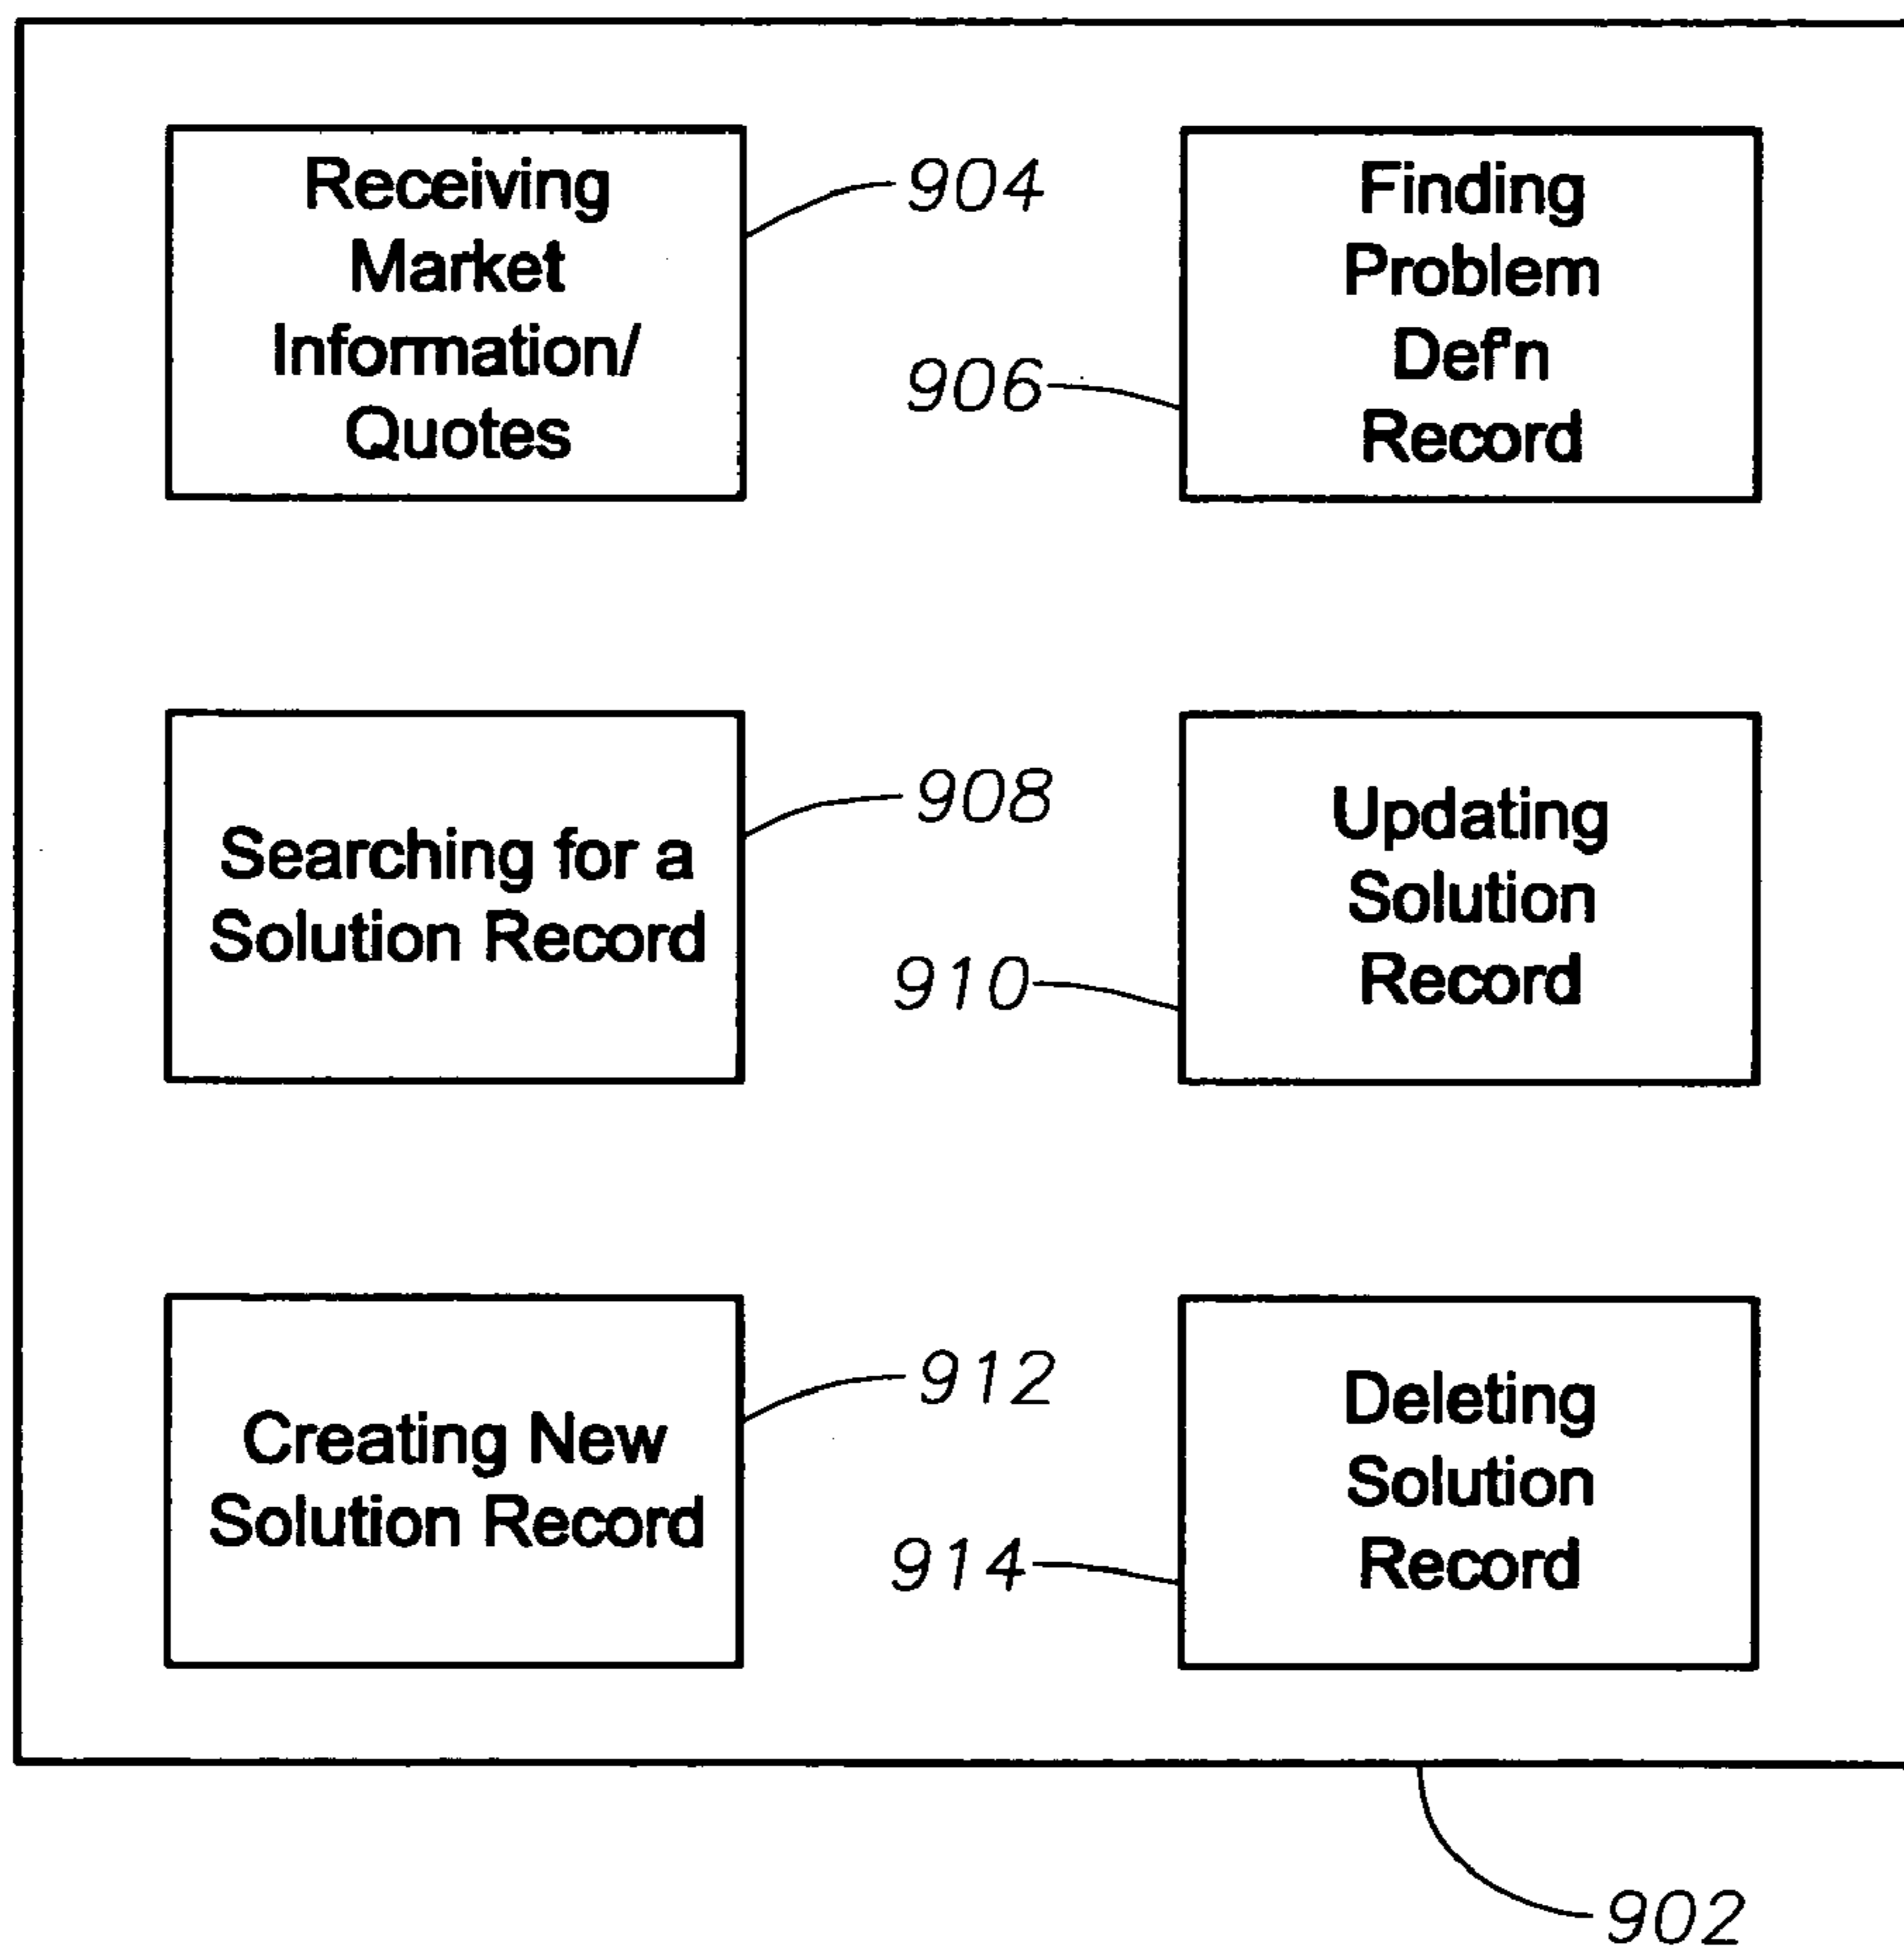 Receiving
Market
Information/
Quotes
904
Finding
Problem
Def'n
Record
906
Searching for a
Solution Record
908
Updating
Solution
Record
910
Creating New
Solution Record
912
Deleting
Solution
Record
914
902